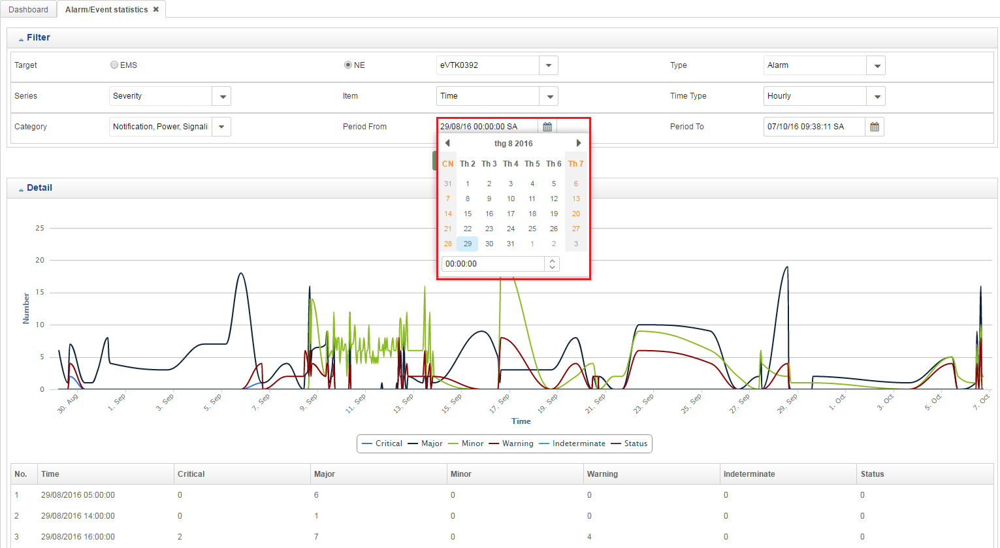 Dashboard Alarm/Event statistics ✖
Filter
Target EMS NE eVTK0392 Type Alarm
Series Severity Item Time Time Type Hourly
Category Notification, Power, Signali Period From 29/08/16 00:00:00 SA Period To 07/10/16 09:38:11 SA
thg 8 2016
CN Th 2 Th 3 Th 4 Th 5 Th 6 Th 7
31 1 2 3 4 5 6
7 8 9 10 11 12 13
14 15 16 17 18 19 20
21 22 23 24 25 26 27
28 29 30 31 1 2 3
00:00:00
Detail
25
20
15
10
5
0
Number
30. Aug 1. Sep 3. Sep 5. Sep 7. Sep 9. Sep 11. Sep 13. Sep 15. Sep 17. Sep 19. Sep 21. Sep 23. Sep 25. Sep 27. Sep 29. Sep 1. Oct 3. Oct 5. Oct 7. Oct
Time
Critical Major Minor Warning Indeterminate Status
No. Time Critical Major Minor Warning Indeterminate Status
1 29/08/2016 05:00:00 0 6 0 0 0 0
2 29/08/2016 14:00:00 0 1 0 0 0 0
3 29/08/2016 16:00:00 2 7 0 4 0 0